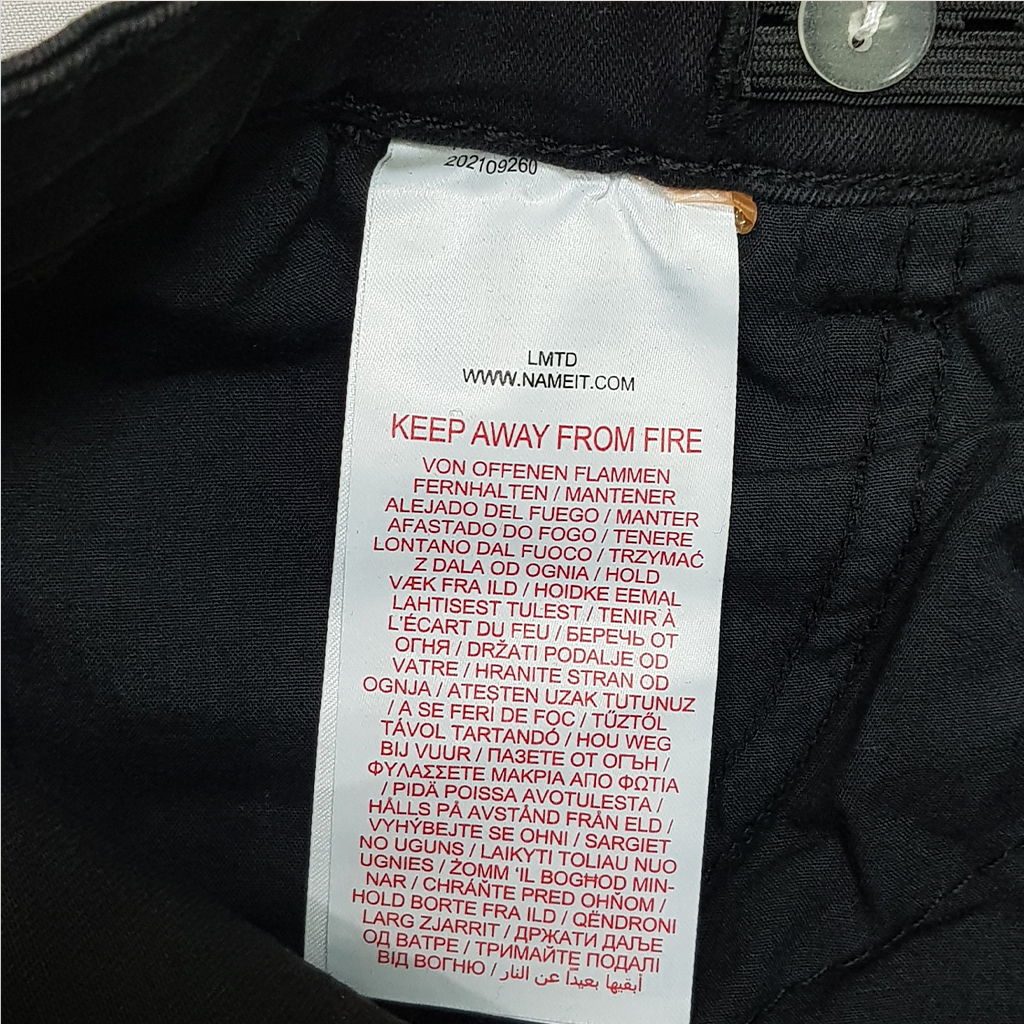 202109260
LMTD
WWW.NAMEIT.COM
KEEP AWAY FROM FIRE
VON OFFENEN FLAMMEN
FERNHALTEN / MANTENER
ALEJADO DEL FUEGO / MANTER
AFASTADO DO FOGO / TENERE
LONTANO DAL FUOCO / TRZYMAĆ
Z DALA OD OGNIA / HOLD
VÆK FRA ILD / HOIDKE EEMAL
LAHTISEST TULEST / TENIR À
L'ÉCART DU FEU / БЕРЕЧЬ ОТ
ОГНЯ / DRŽATI PODALJE OD
VATRE / HRANITE STRAN OD
OGNJA / ATEŞTEN UZAK TUTUNUZ
/ A SE FERI DE FOC / TŰZTŐL
TÁVOL TARTANDÓ / HOU WEG
BIJ VUUR / ПАЗЕТЕ ОТ ОГЪН /
ΦΥΛΑΣΣΕΤΕ ΜΑΚΡΙΑ ΑΠΟ ΦΩΤΙΑ
/ PIDÄ POISSA AVOTULESTA /
HÅLLS PÅ AVSTÅND FRÅN ELD /
VYHÝBEJTE SE OHNI / SARGIET
NO UGUNS / LAIKYTI TOLIAU NUO
UGNIES / ŻOMM 'IL BOGĦOD MIN-
NAR / CHRÁŇTE PRED OHŇOM /
HOLD BORTE FRA ILD / QËNDRONI
LARG ZJARRIT / ДРЖАТИ ДАЉЕ
ОД ВАТРЕ / ТРИМАЙТЕ ПОДАЛІ
ВІД ВОГНЮ / أبقيها بعيداً عن النار